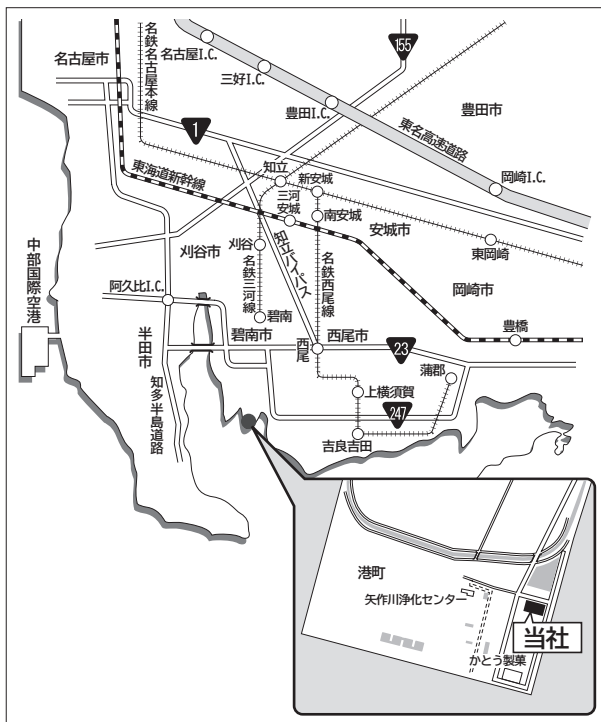 名古屋市
名鉄名古屋本線
名古屋I.C.
三好I.C.
155
豊田I.C.
豊田市
東名高速道路
1
岡崎I.C.
東海道新幹線
知立
新安城
三河
安城
南安城
安城市
東岡崎
刈谷市
刈谷
名鉄三河線
知立バイパス
名鉄西尾線
岡崎市
中部国際空港
阿久比I.C.
碧南
碧南市
豊橋
半田市
西尾
西尾市
23
蒲郡
知多半島道路
上横須賀
247
吉良吉田
港町
矢作川浄化センター
当社
かとう製菓